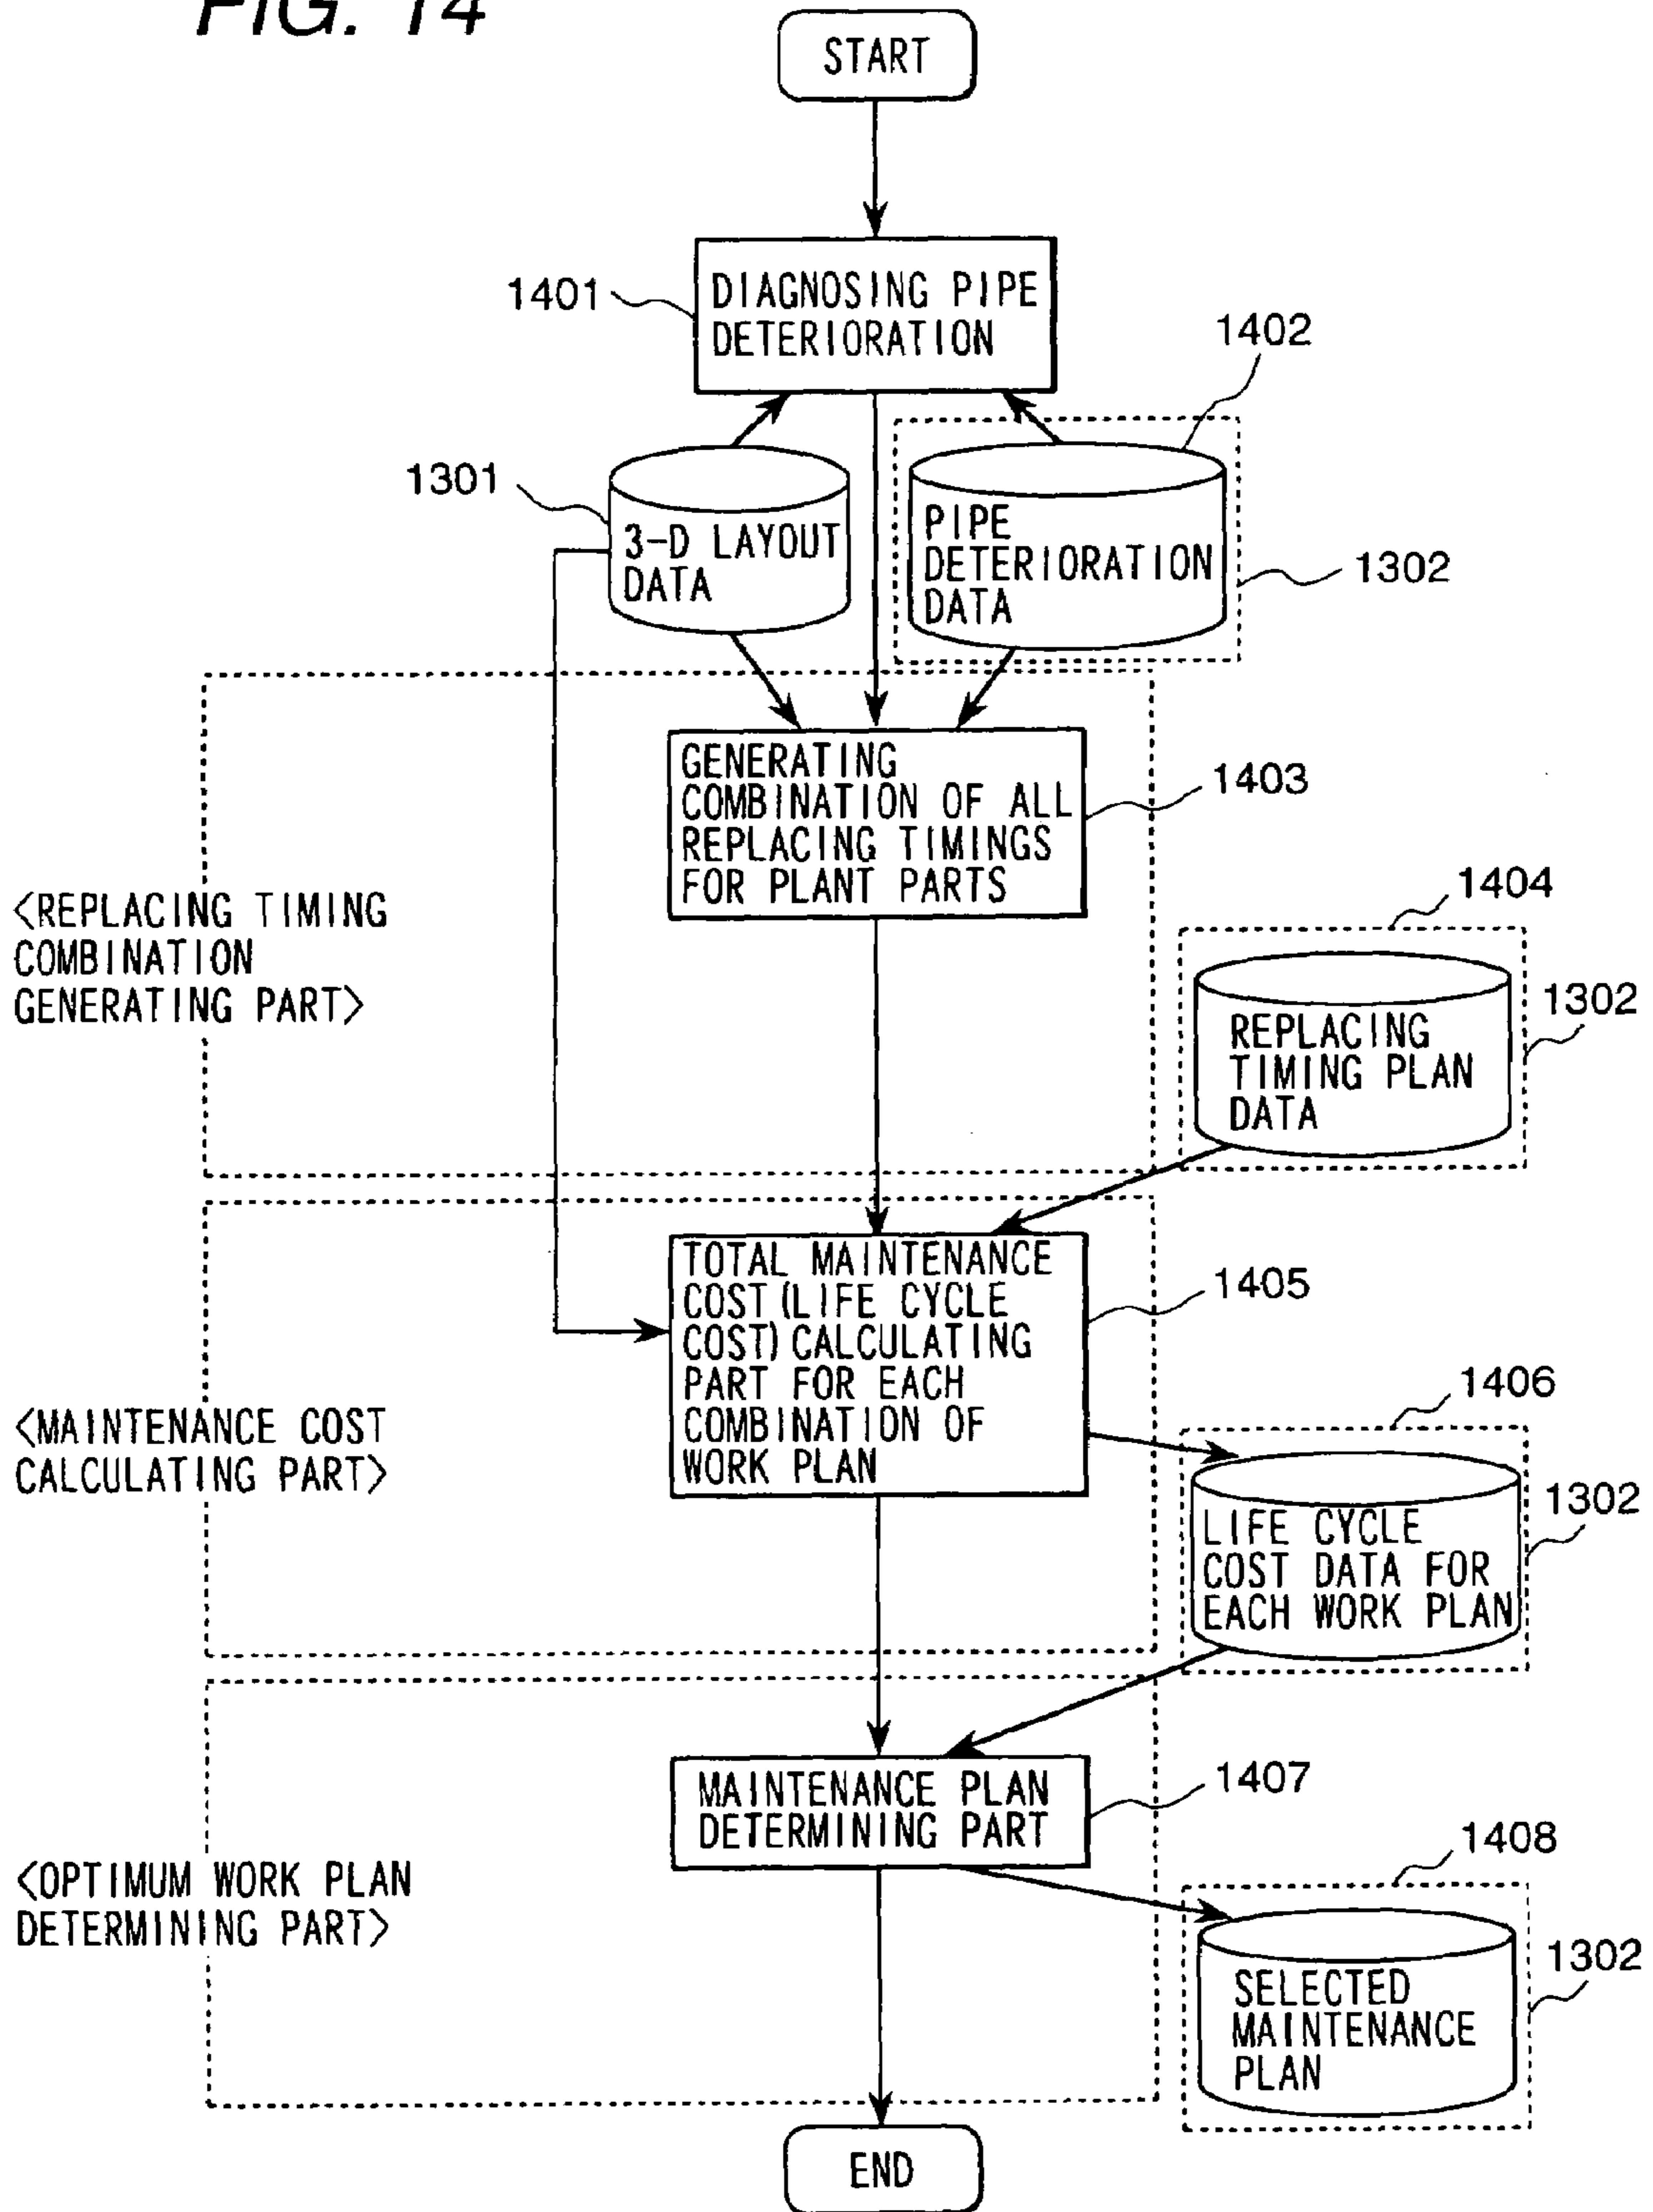 FIG. 14
START
1401
DIAGNOSING PIPE
DETERIORATION
1402
1301
3-D LAYOUT
DATA
PIPE
DETERIORATION
DATA
1302
GENERATING
COMBINATION OF ALL
REPLACING TIMINGS
FOR PLANT PARTS
1403
<REPLACING TIMING
COMBINATION
GENERATING PART>
1404
REPLACING
TIMING PLAN
DATA
1302
TOTAL MAINTENANCE
COST(LIFE CYCLE
COST)CALCULATING
PART FOR EACH
COMBINATION OF
WORK PLAN
1405
<MAINTENANCE COST
CALCULATING PART>
1406
LIFE CYCLE
COST DATA FOR
EACH WORK PLAN
1302
MAINTENANCE PLAN
DETERMINING PART
1407
<OPTIMUM WORK PLAN
DETERMINING PART>
1408
SELECTED
MAINTENANCE
PLAN
1302
END